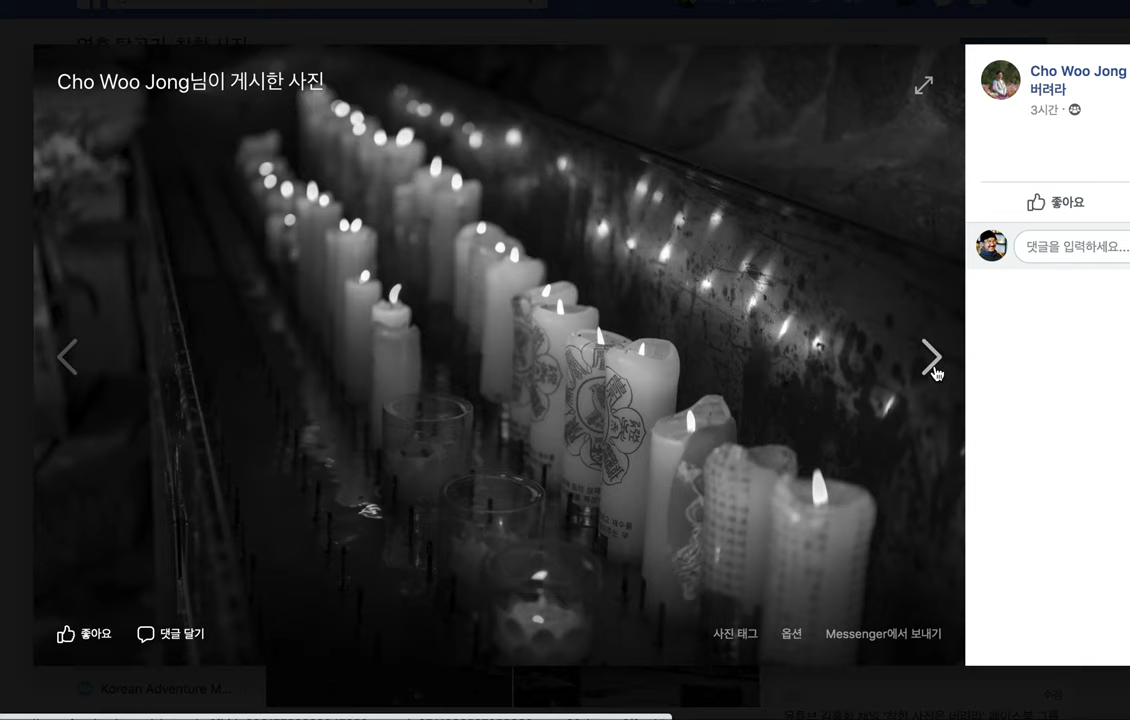 Cho Woo Jong님이 게시한 사진
Cho Woo Jong
버려라
3시간 ·
좋아요
댓글을 입력하세요...
좋아요
댓글 달기
사진 태그
옵션
Messenger에서 보내기
Korean Adventure M...
수정